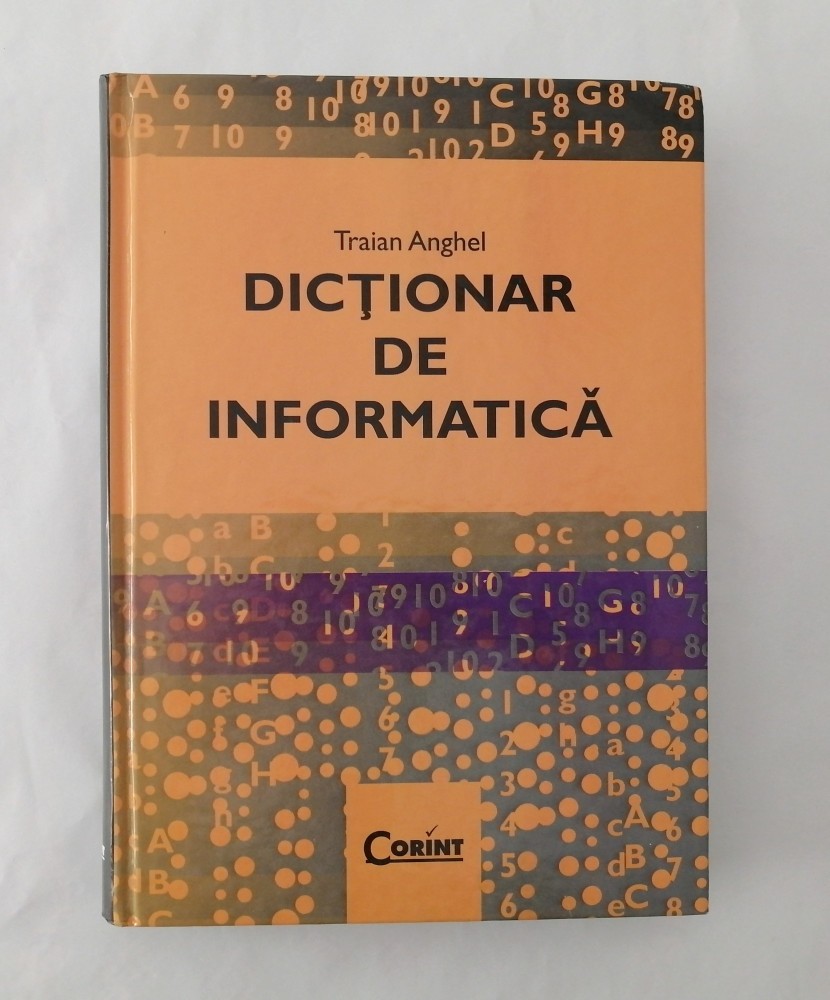 Traian Anghel
DICŢIONAR
DE
INFORMATICĂ
CORINT